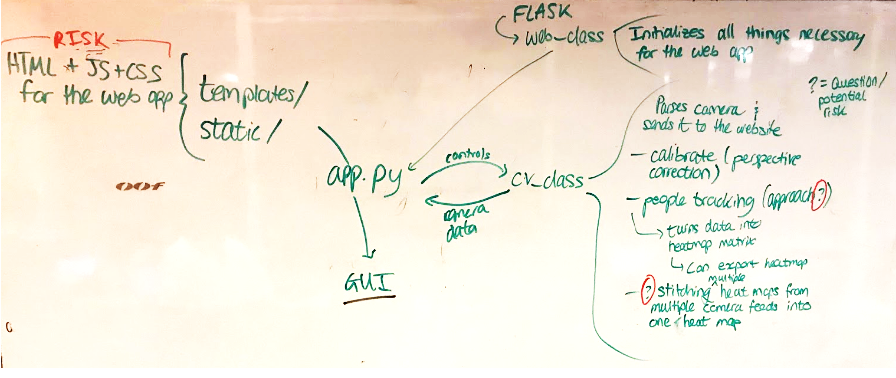 RISK
HTML + JS + CSS
for the web app
templates/
static/
OOF
FLASK
web_class
Initializes all things necessary
for the web app
? = Question/
potential
risk
app.py
controls
camera
data
cv_class
GUI
Parses camera &
sends it to the website
- calibrate (perspective
correction)
- people tracking (approach?)
turns data into
heatmap matrix
Can export heatmap
multiple
- ? stitching heat maps from
multiple camera feeds into
one heat map